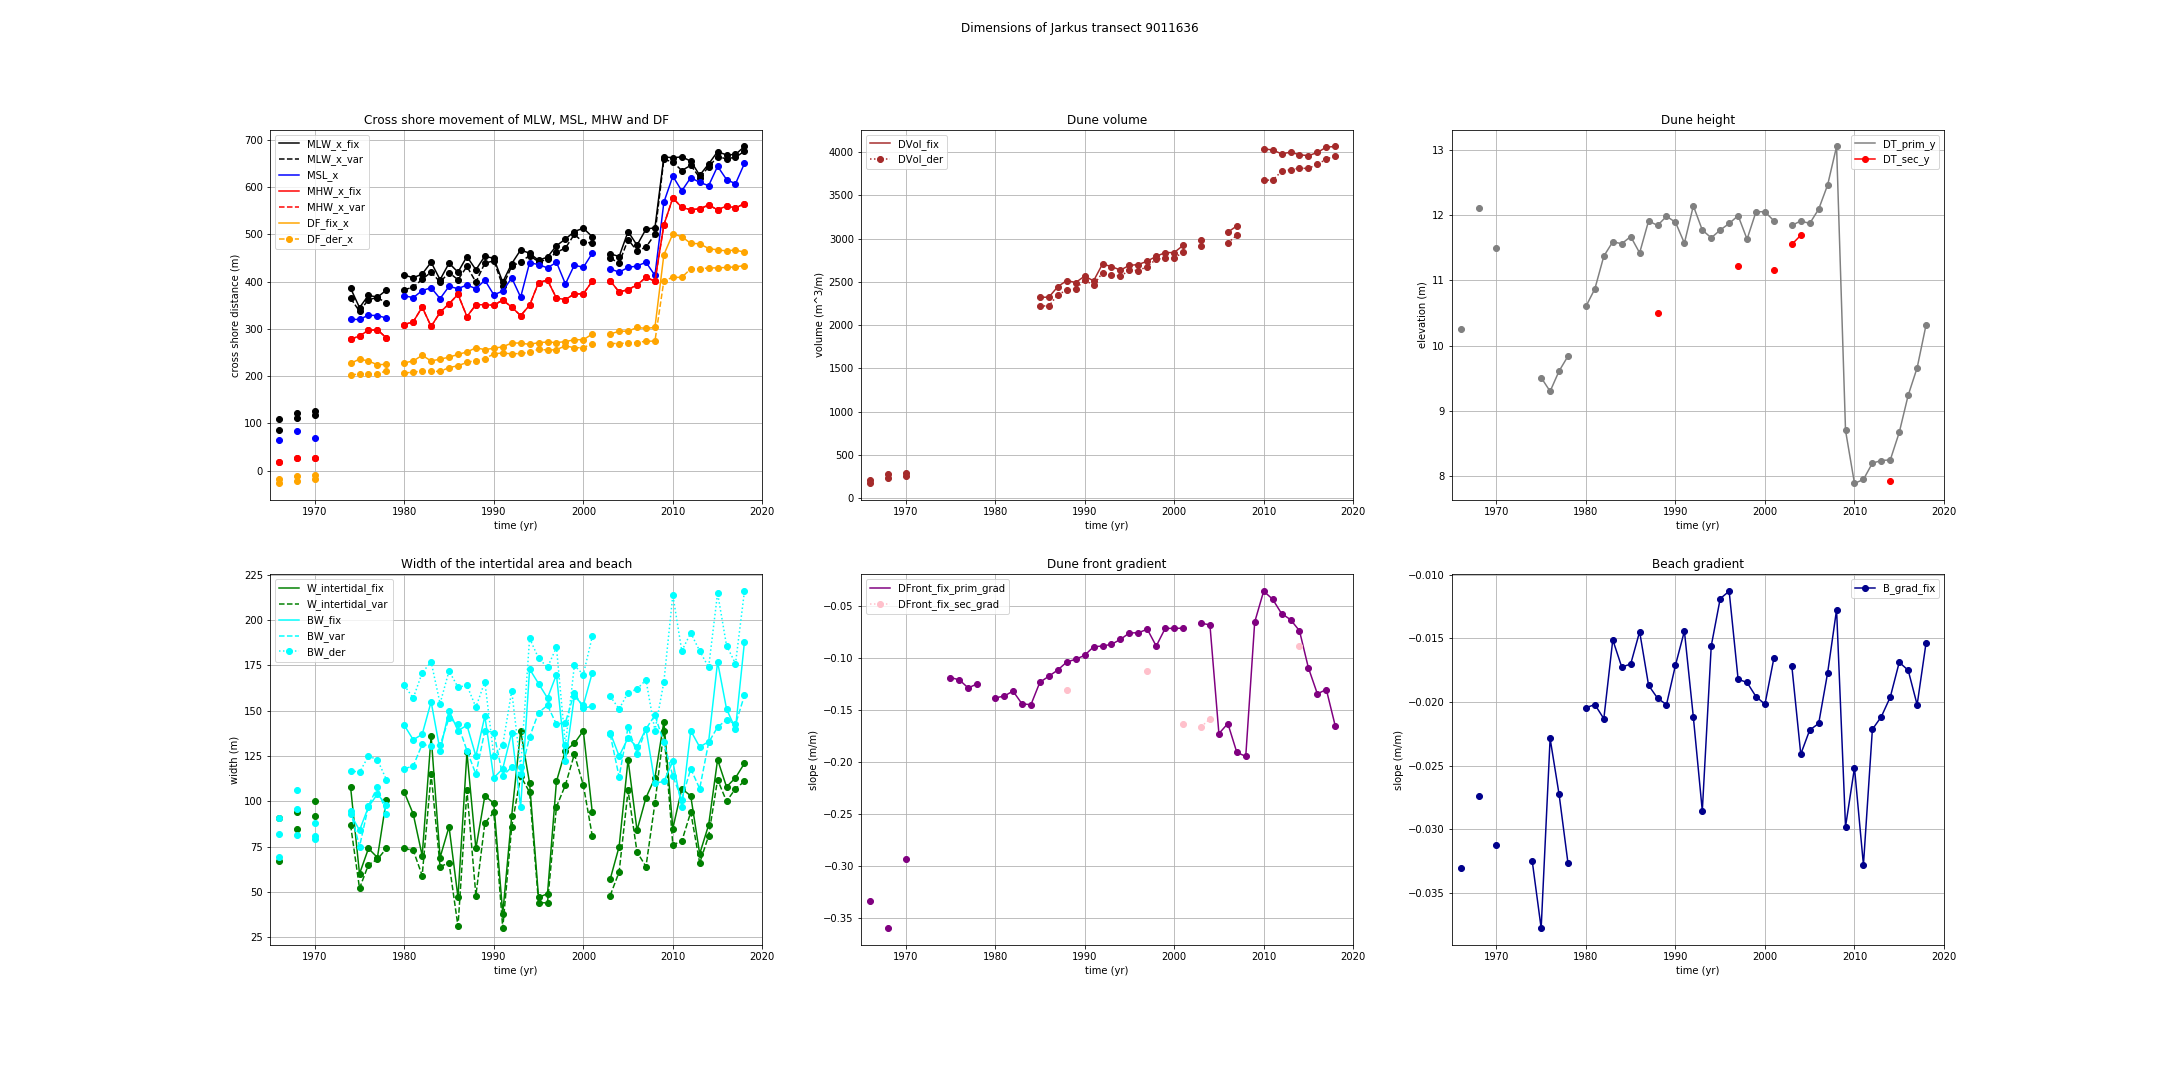 Dimensions of Jarkus transect 9011636
Cross shore movement of MLW, MSL, MHW and DF
700
600
500
400
300
200
100
0
cross shore distance (m)
MLW_x_fix
MLW_x_var
MSL_x
MHW_x_fix
MHW_x_var
DF_fix_x
DF_der_x
1970
1980
1990
2000
2010
2020
time (yr)
Dune volume
4000
3500
3000
2500
2000
1500
1000
500
0
volume (m^3/m)
DVol_fix
DVol_der
1970
1980
1990
2000
2010
2020
time (yr)
Dune height
13
12
11
10
9
8
elevation (m)
DT_prim_y
DT_sec_y
1970
1980
1990
2000
2010
2020
time (yr)
Width of the intertidal area and beach
225
200
175
150
125
100
75
50
25
width (m)
W_intertidal_fix
W_intertidal_var
BW_fix
BW_var
BW_der
1970
1980
1990
2000
2010
2020
time (yr)
Dune front gradient
−0.05
−0.10
−0.15
−0.20
−0.25
−0.30
−0.35
slope (m/m)
DFront_fix_prim_grad
DFront_fix_sec_grad
1970
1980
1990
2000
2010
2020
time (yr)
Beach gradient
−0.010
−0.015
−0.020
−0.025
−0.030
−0.035
slope (m/m)
B_grad_fix
1970
1980
1990
2000
2010
2020
time (yr)